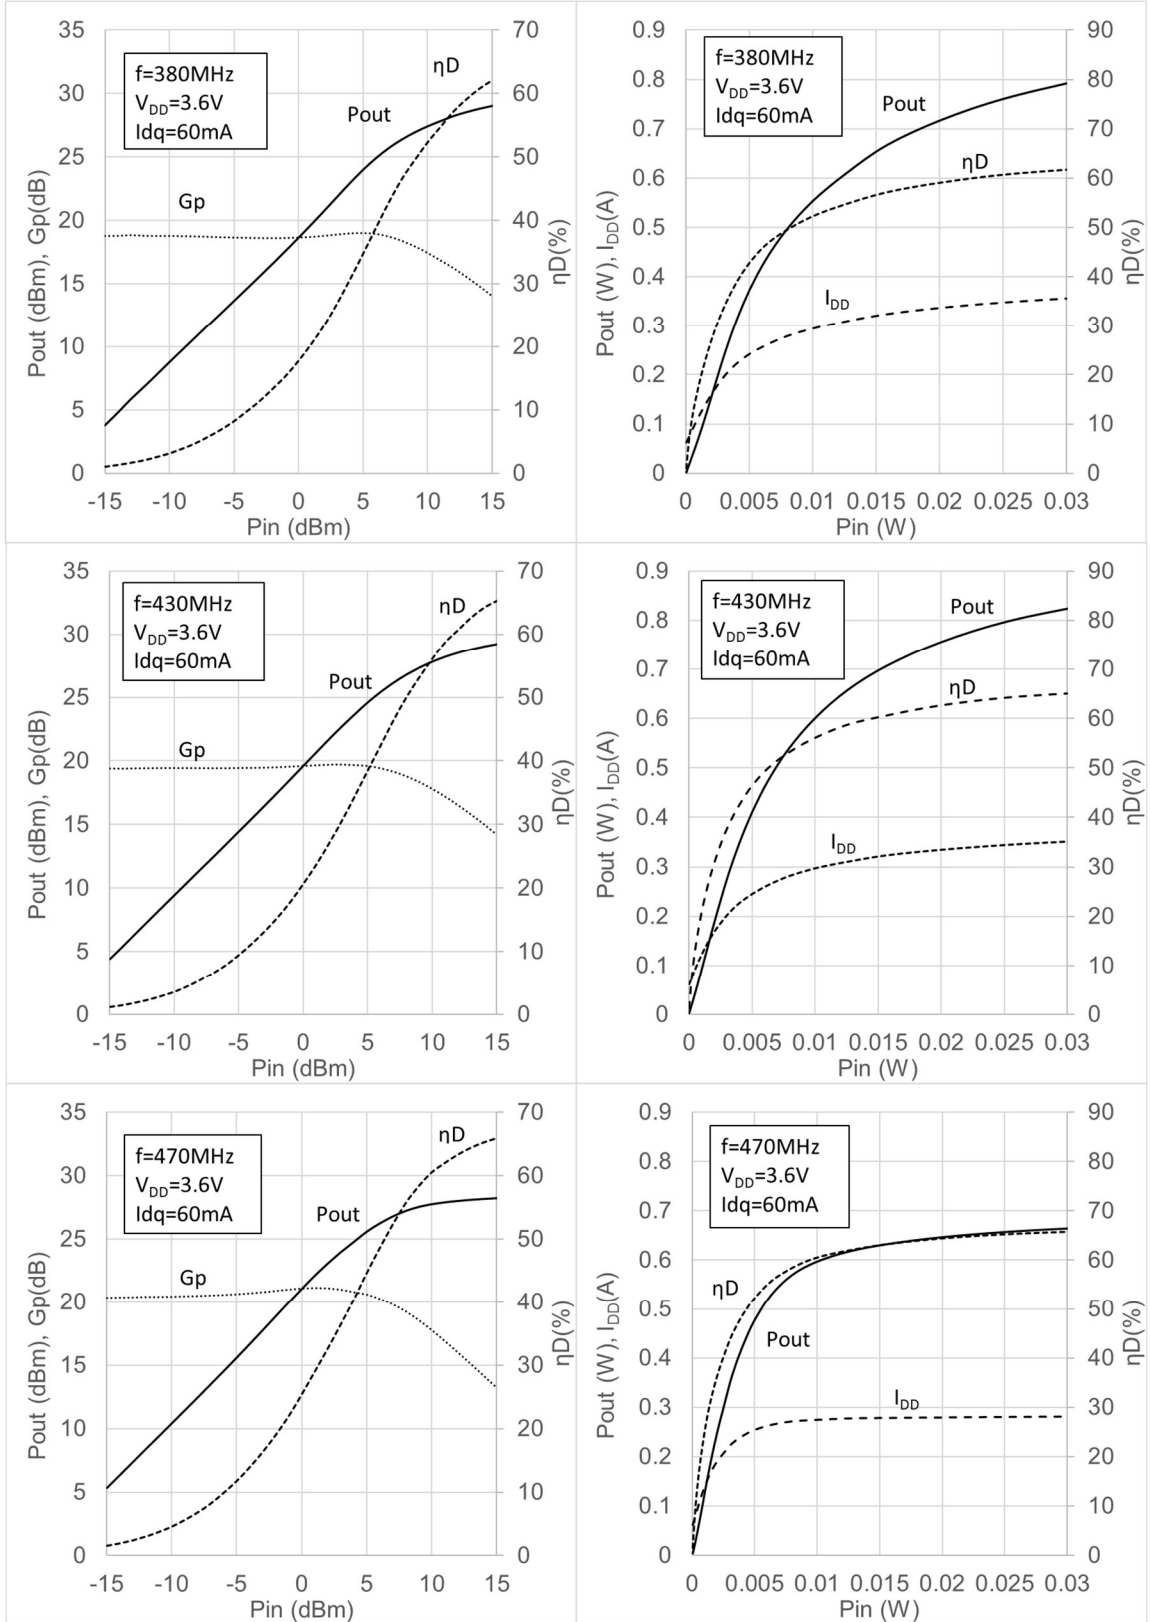 35
30
25
20
15
10
5
0
70
60
50
40
30
20
10
0
-15 -10 -5 0 5 10 15
Pin (dBm)
Pout (dBm), Gp(dB)
ηD(%)
f=380MHz
VDD=3.6V
Idq=60mA
ηD
Pout
Gp
0.9
0.8
0.7
0.6
0.5
0.4
0.3
0.2
0.1
0
90
80
70
60
50
40
30
20
10
0
0 0.005 0.01 0.015 0.02 0.025 0.03
Pin (W)
Pout (W), IDD(A)
ηD(%)
f=380MHz
VDD=3.6V
Idq=60mA
Pout
ηD
IDD
35
30
25
20
15
10
5
0
70
60
50
40
30
20
10
0
-15 -10 -5 0 5 10 15
Pin (dBm)
Pout (dBm), Gp(dB)
ηD(%)
f=430MHz
VDD=3.6V
Idq=60mA
ηD
Pout
Gp
0.9
0.8
0.7
0.6
0.5
0.4
0.3
0.2
0.1
0
90
80
70
60
50
40
30
20
10
0
0 0.005 0.01 0.015 0.02 0.025 0.03
Pin (W)
Pout (W), IDD(A)
ηD(%)
f=430MHz
VDD=3.6V
Idq=60mA
Pout
ηD
IDD
35
30
25
20
15
10
5
0
70
60
50
40
30
20
10
0
-15 -10 -5 0 5 10 15
Pin (dBm)
Pout (dBm), Gp(dB)
ηD(%)
f=470MHz
VDD=3.6V
Idq=60mA
ηD
Pout
Gp
0.9
0.8
0.7
0.6
0.5
0.4
0.3
0.2
0.1
0
90
80
70
60
50
40
30
20
10
0
0 0.005 0.01 0.015 0.02 0.025 0.03
Pin (W)
Pout (W), IDD(A)
ηD(%)
f=470MHz
VDD=3.6V
Idq=60mA
ηD
Pout
IDD